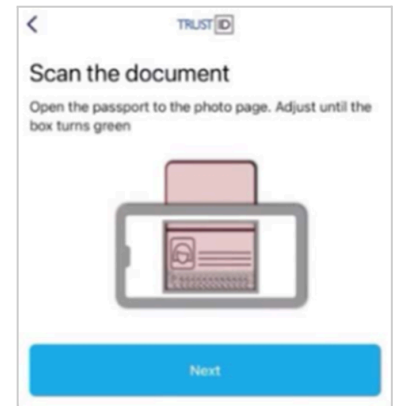 TRUST ID
Scan the document
Open the passport to the photo page. Adjust until the
box turns green
Next